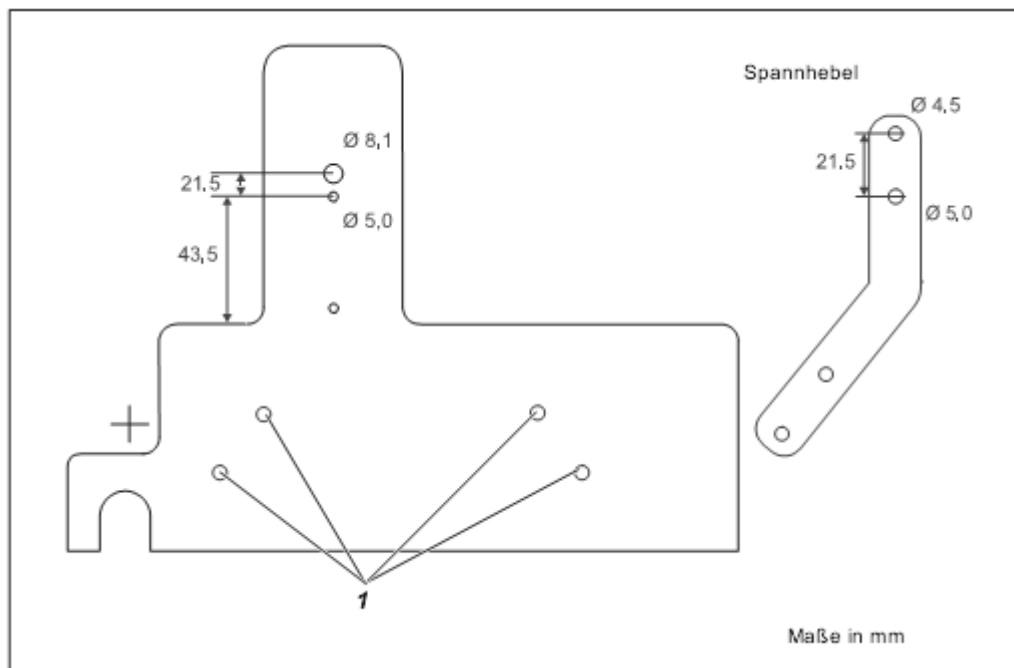 Spannhebel
Ø 4,5
Ø 8,1
21,5
21,5
Ø 5,0
Ø 5,0
43,5
1
Maße in mm